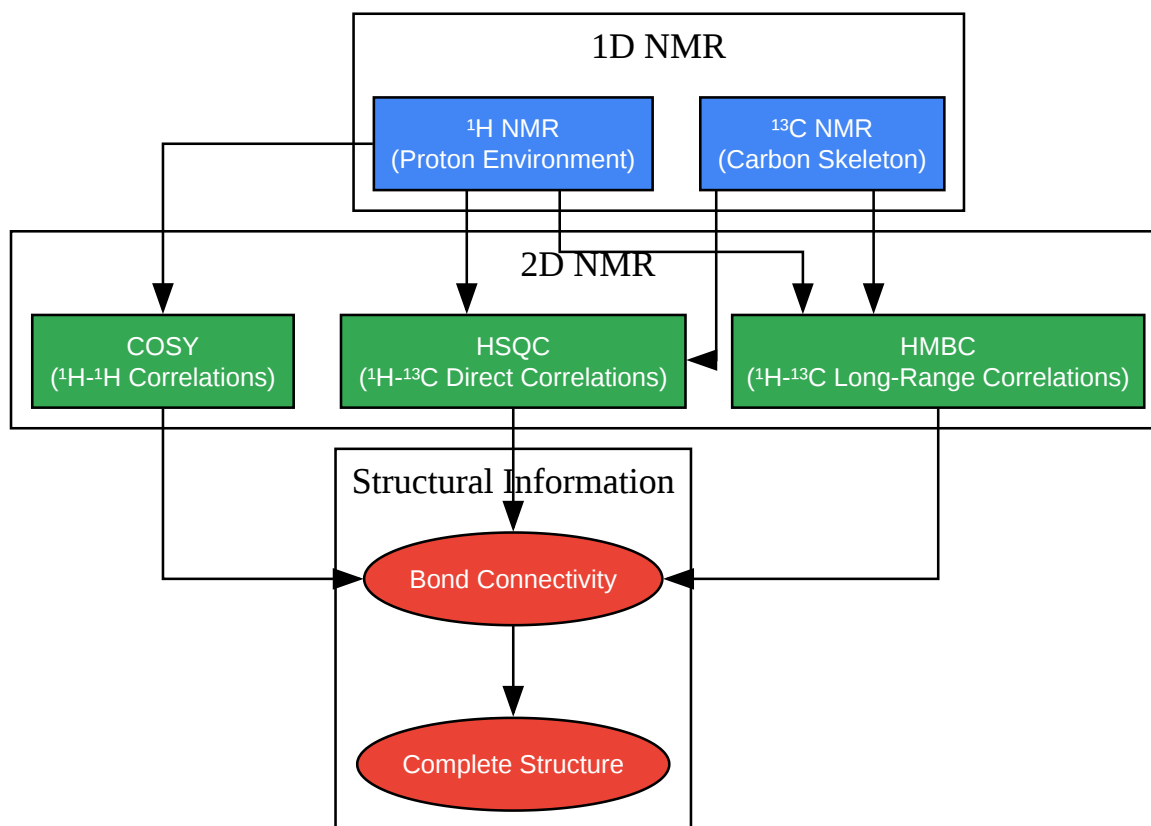 1D NMR
¹H NMR
(Proton Environment)
¹³C NMR
(Carbon Skeleton)
2D NMR
COSY
(¹H-¹H Correlations)
HSQC
(¹H-¹³C Direct Correlations)
HMBC
(¹H-¹³C Long-Range Correlations)
Structural Information
Bond Connectivity
Complete Structure